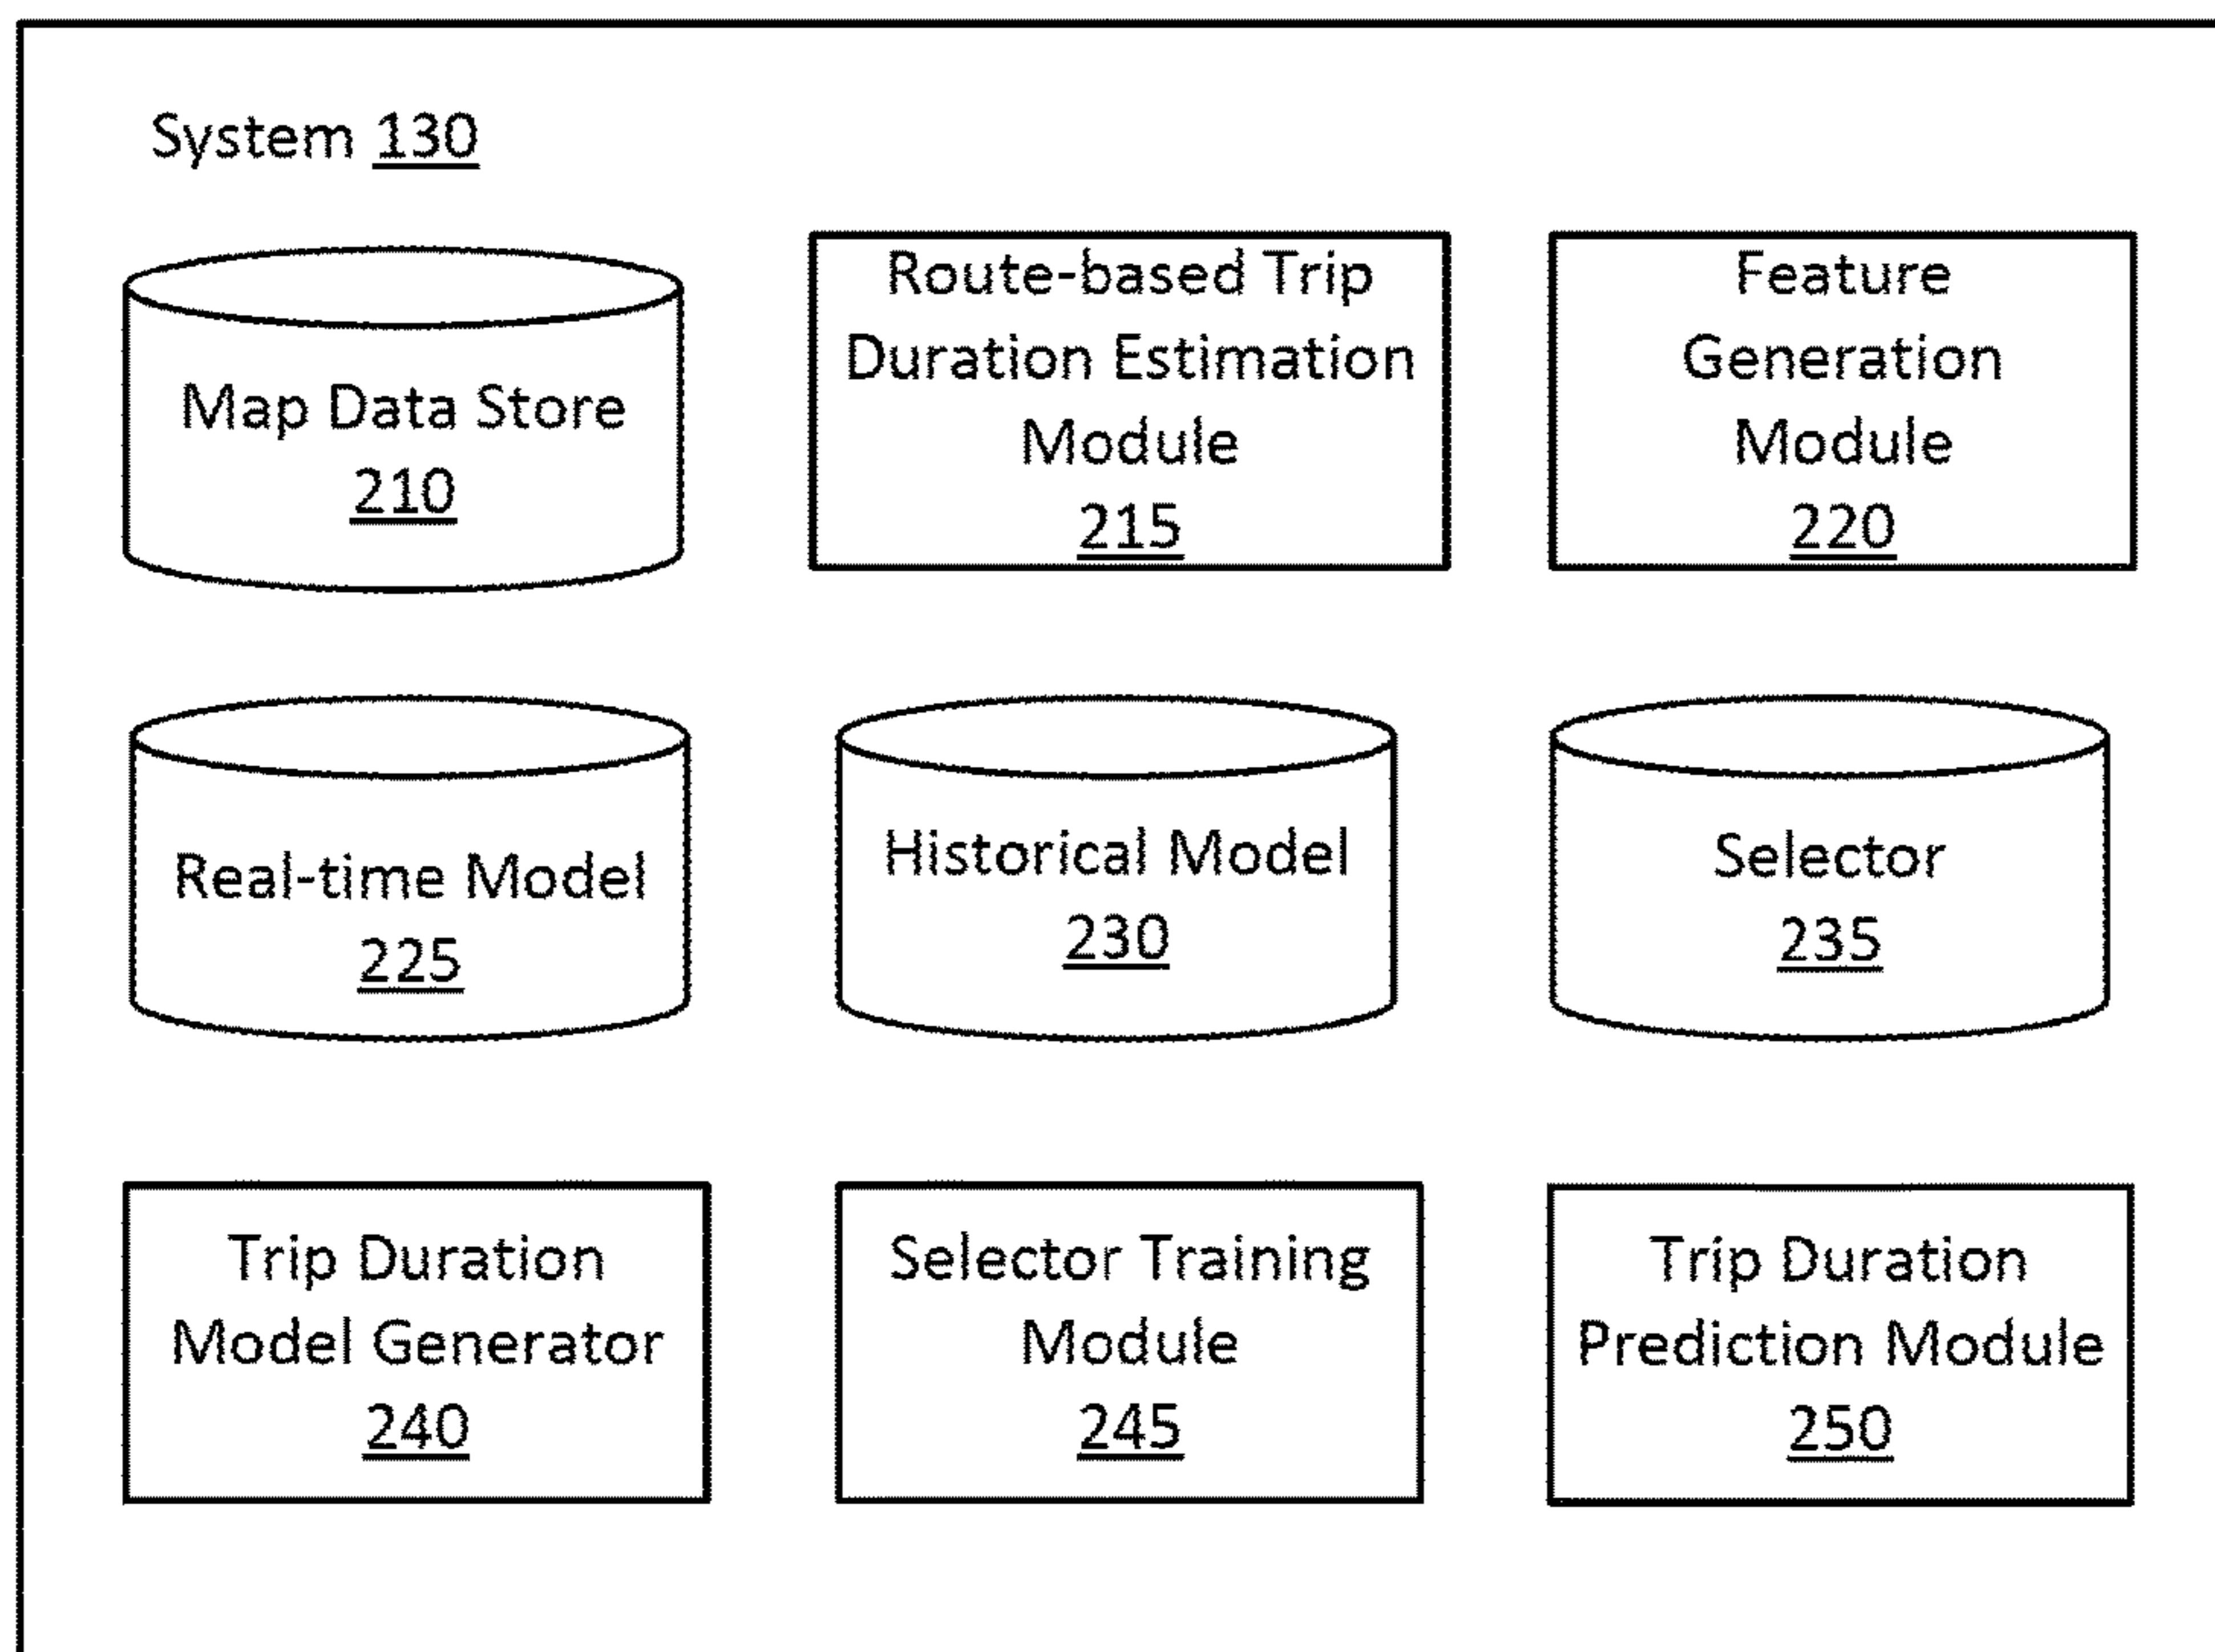 System 130
Map Data Store
210
Route-based Trip
Duration Estimation
Module
215
Feature
Generation
Module
220
Real-time Model
225
Historical Model
230
Selector
235
Trip Duration
Model Generator
240
Selector Training
Module
245
Trip Duration
Prediction Module
250